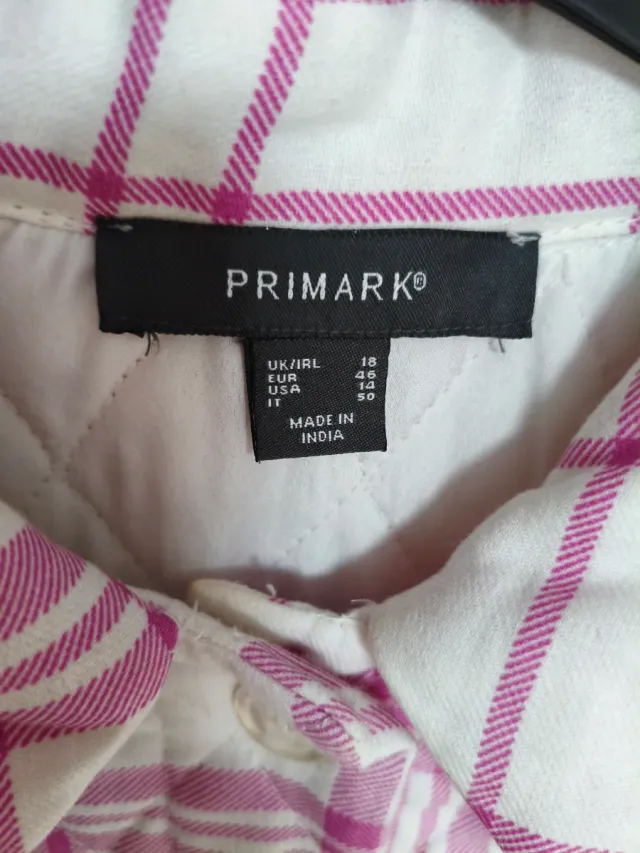 PRIMARK®
UK/IRL 18
EUR 46
USA 14
IT 50
MADE IN
INDIA